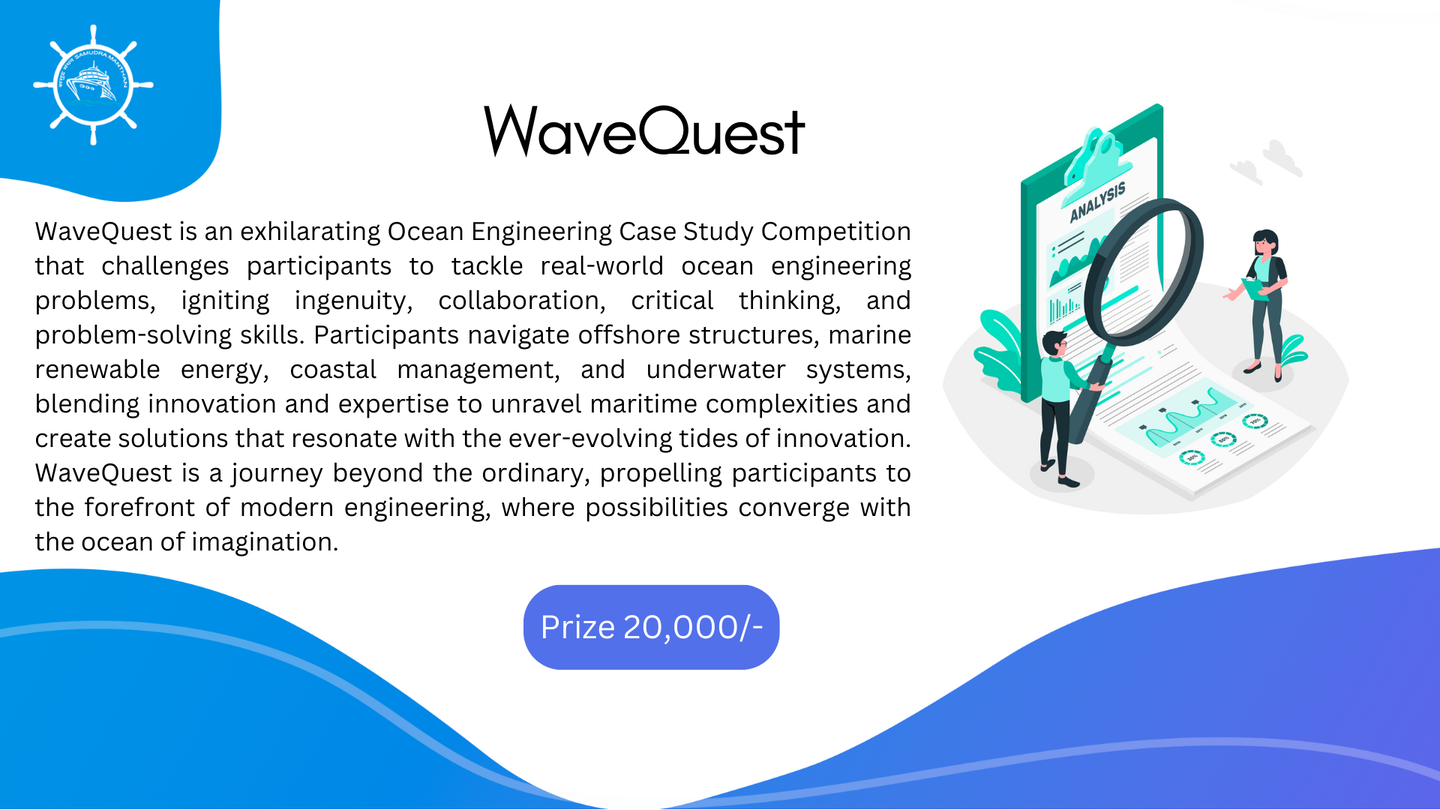 SAMUDRA MANTHAN
WaveQuest
WaveQuest is an exhilarating Ocean Engineering Case Study Competition
that challenges participants to tackle real-world ocean engineering
problems, igniting ingenuity, collaboration, critical thinking, and
problem-solving skills. Participants navigate offshore structures, marine
renewable energy, coastal management, and underwater systems,
blending innovation and expertise to unravel maritime complexities and
create solutions that resonate with the ever-evolving tides of innovation.
WaveQuest is a journey beyond the ordinary, propelling participants to
the forefront of modern engineering, where possibilities converge with
the ocean of imagination.
ANALYSIS
Prize 20,000/-